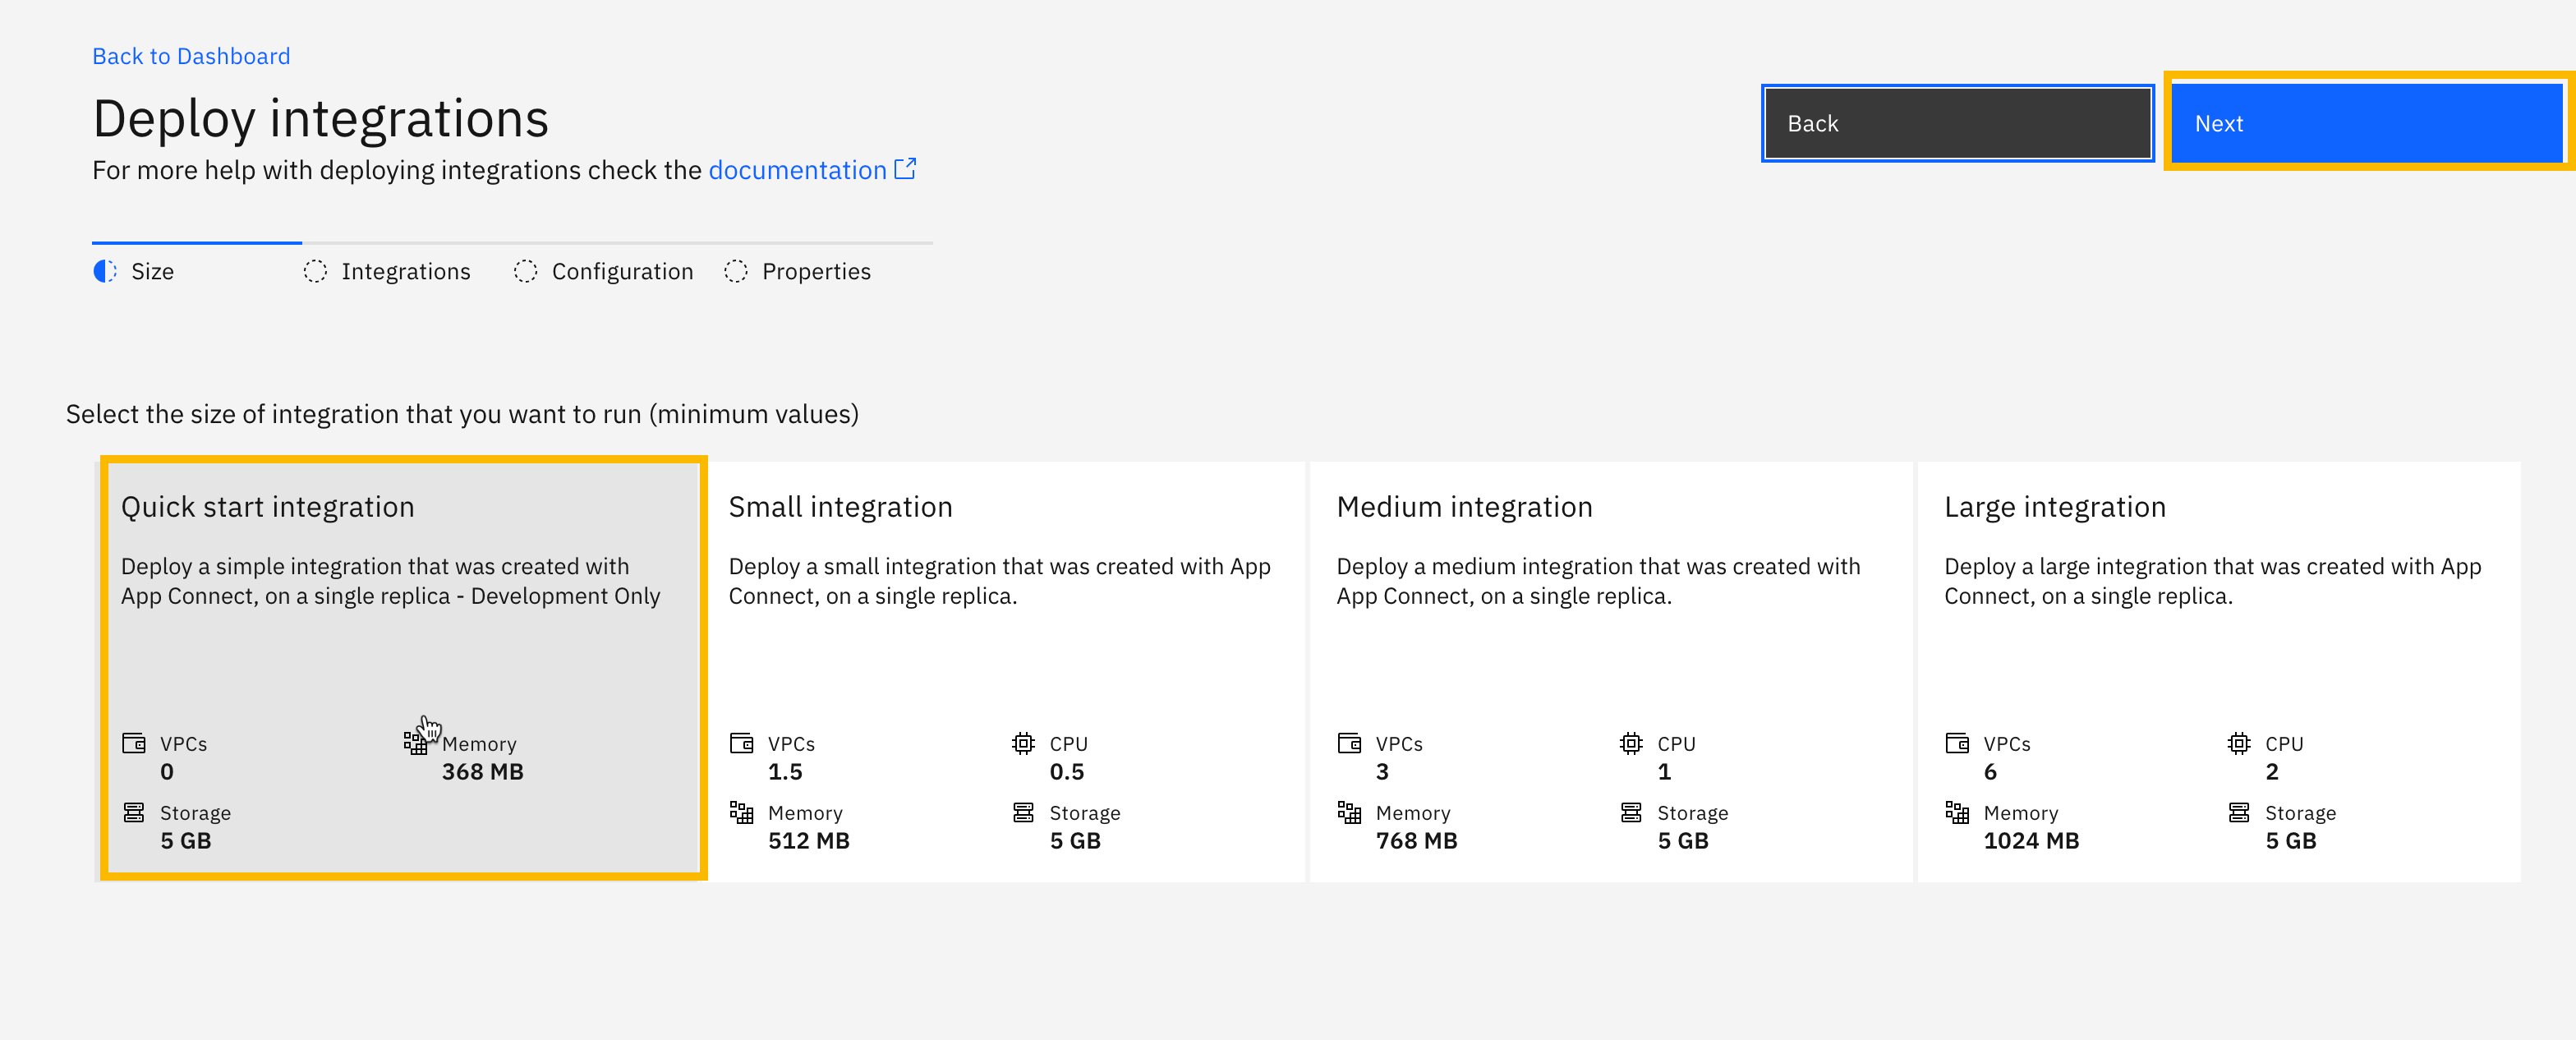 Back to Dashboard
Deploy integrations
For more help with deploying integrations check the documentation
Back
Next
Size
Integrations
Configuration
Properties
Select the size of integration that you want to run (minimum values)
Quick start integration
Deploy a simple integration that was created with
App Connect, on a single replica - Development Only
VPCs
0
Memory
368 MB
Storage
5 GB
Small integration
Deploy a small integration that was created with App
Connect, on a single replica.
VPCs
1.5
CPU
0.5
Memory
512 MB
Storage
5 GB
Medium integration
Deploy a medium integration that was created with
App Connect, on a single replica.
VPCs
3
CPU
1
Memory
768 MB
Storage
5 GB
Large integration
Deploy a large integration that was created with App
Connect, on a single replica.
VPCs
6
CPU
2
Memory
1024 MB
Storage
5 GB